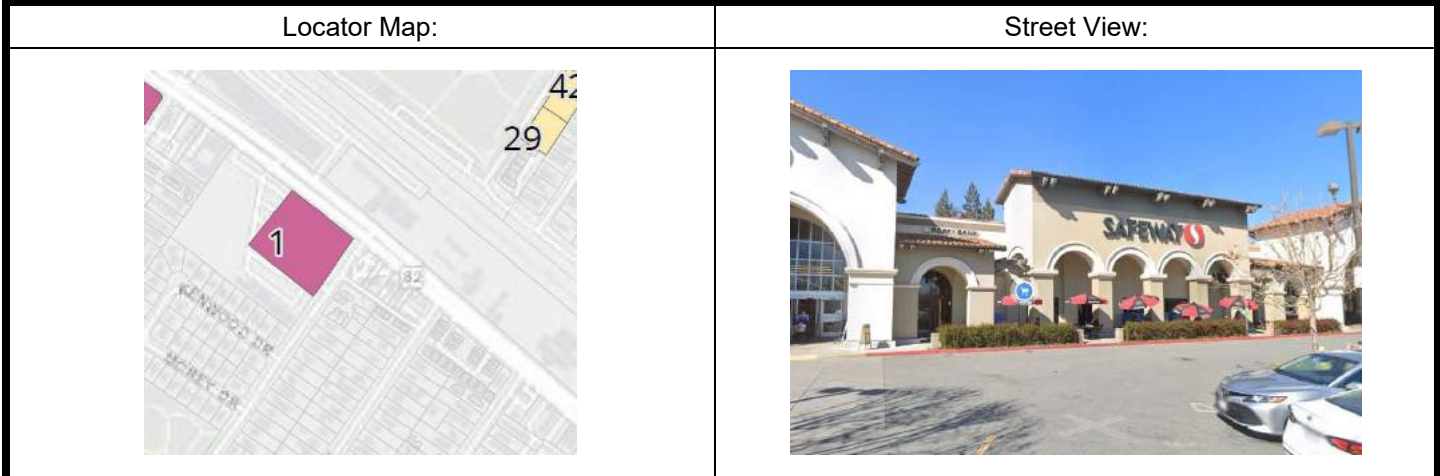 Locator Map:
Street View:
42
29
1
82
KENWOOD DR
MOREY DR
SAFEWAY